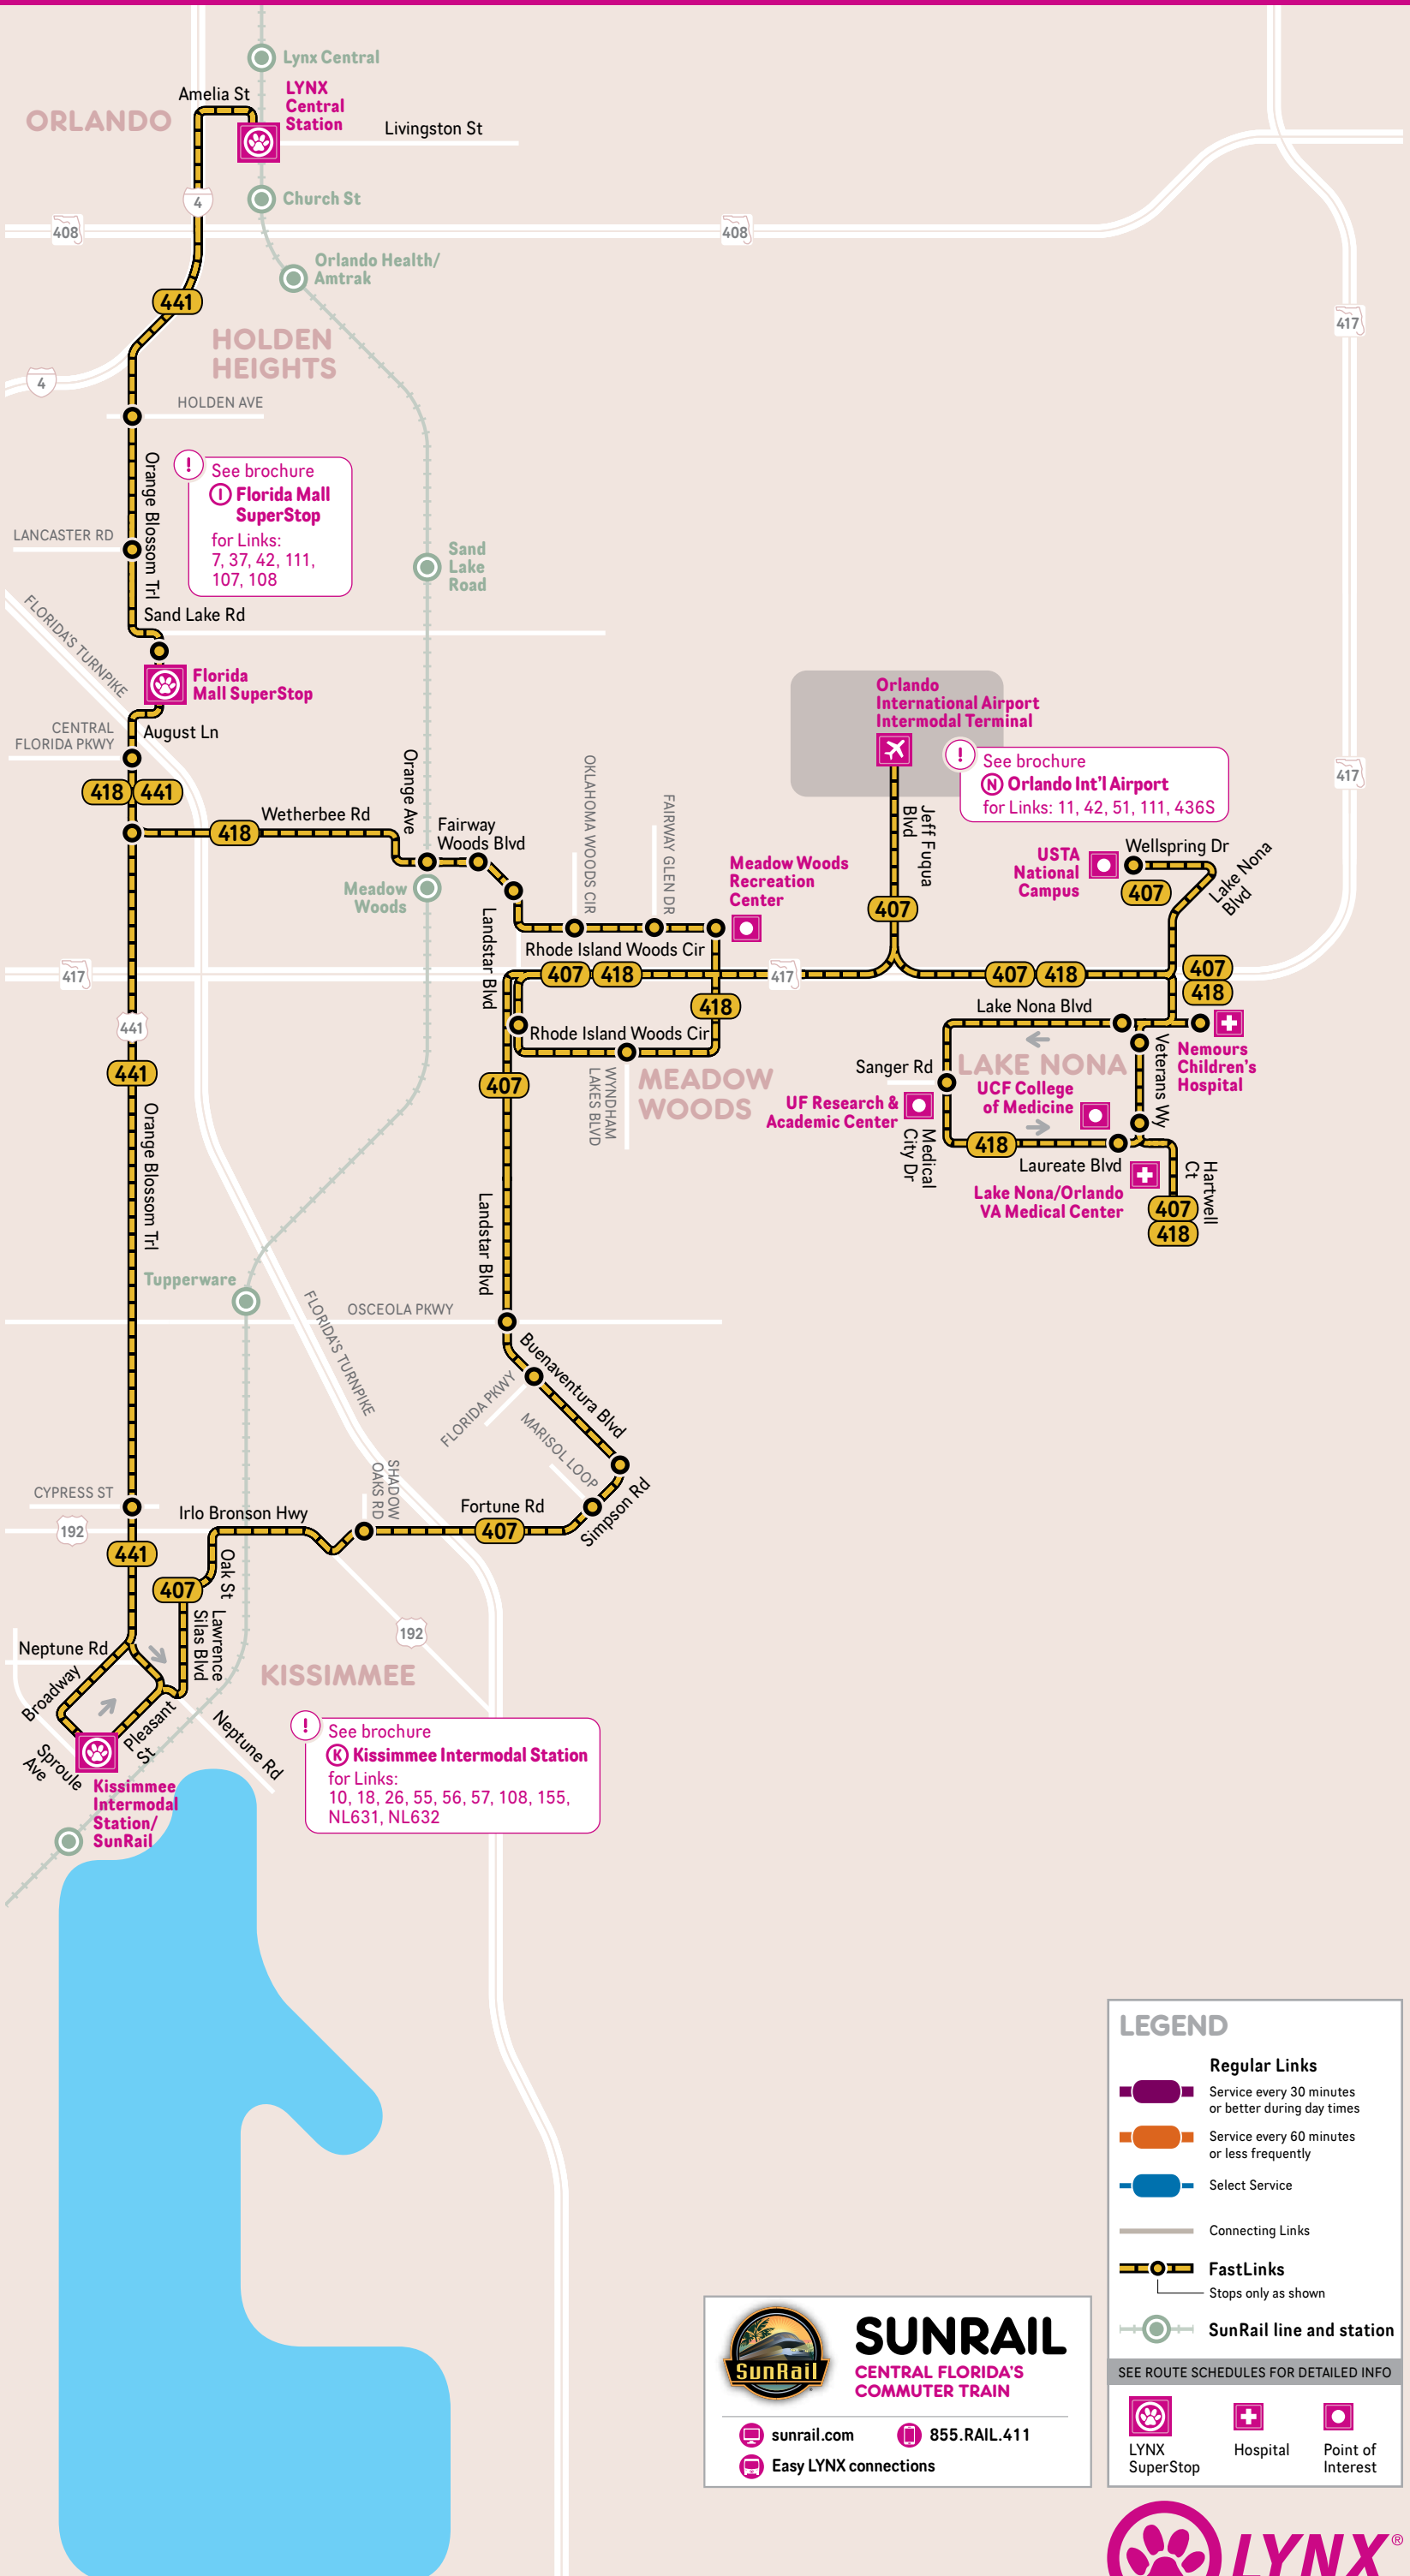 Lynx Central
LYNX
Central
Station
Amelia St
ORLANDO
Livingston St
4
Church St
408
408
Orlando Health/
Amtrak
441
417
HOLDEN
HEIGHTS
4
HOLDEN AVE
Orange Blossom Trl
!
See brochure
I Florida Mall
SuperStop
for Links:
7, 37, 42, 111,
107, 108
LANCASTER RD
Sand
Lake
Road
FLORIDA'S TURNPIKE
Sand Lake Rd
Florida
Mall SuperStop
CENTRAL
FLORIDA PKWY
August Ln
418
441
Orlando
International Airport
Intermodal Terminal
!
See brochure
N Orlando Int'l Airport
for Links: 11, 42, 51, 111, 436S
417
Orange Ave
Wetherbee Rd
418
Fairway
Woods Blvd
OKLAHOMA WOODS CIR
FAIRWAY GLEN DR
Jeff Fuqua
Blvd
Meadow
Woods
Meadow Woods
Recreation
Center
USTA
National
Campus
Wellspring Dr
407
Lake Nona
Blvd
407
Landstar Blvd
Rhode Island Woods Cir
417
407
418
417
407
418
407
418
418
441
Rhode Island Woods Cir
Lake Nona Blvd
LAKE NONA
Veterans Wy
Nemours
Children's
Hospital
441
407
WYNDHAM
LAKES BLVD
MEADOW
WOODS
Sanger Rd
UF Research &
Academic Center
UCF College
of Medicine
Medical
City Dr
418
Laureate Blvd
Lake Nona/Orlando
VA Medical Center
Hartwell
Ct
407
418
Orange Blossom Trl
Landstar Blvd
Tupperware
FLORIDA'S TURNPIKE
OSCEOLA PKWY
Buenaventura Blvd
FLORIDA PKWY
MARISOL LOOP
Simpson Rd
SHADOW
OAKS RD
CYPRESS ST
192
Irlo Bronson Hwy
Fortune Rd
407
441
Oak St
407
Lawrence
Silas Blvd
192
Neptune Rd
Broadway
KISSIMMEE
Pleasant
St
Neptune Rd
Sproule
Ave
Kissimmee
Intermodal
Station/
SunRail
!
See brochure
K Kissimmee Intermodal Station
for Links:
10, 18, 26, 55, 56, 57, 108, 155,
NL631, NL632
LEGEND
Regular Links
Service every 30 minutes
or better during day times
Service every 60 minutes
or less frequently
Select Service
Connecting Links
FastLinks
Stops only as shown
SunRail line and station
SEE ROUTE SCHEDULES FOR DETAILED INFO
LYNX
SuperStop
Hospital
Point of
Interest
SunRail
SUNRAIL
CENTRAL FLORIDA'S
COMMUTER TRAIN
sunrail.com
855.RAIL.411
Easy LYNX connections
LYNX®